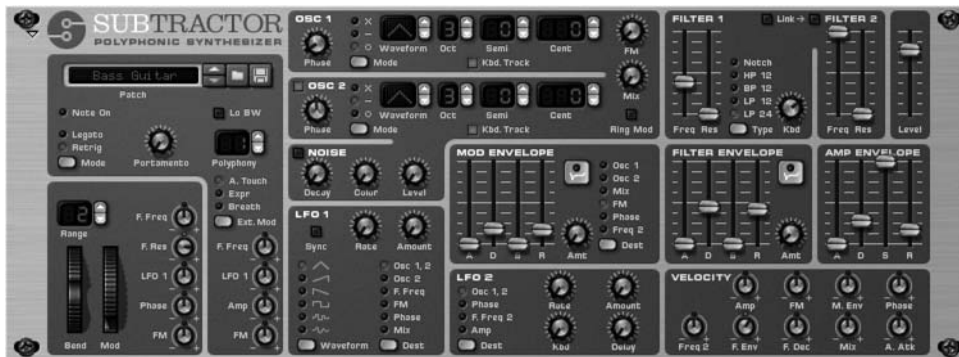 SUBTRACTOR
POLYPHONIC SYNTHESIZER
Bass Guitar
Patch
Note On
Lo BW
Legato
Retrig
Mode
Portamento
Polyphony
A. Touch
Expr
Breath
Ext. Mod
2
Range
F. Freq
F. Res
LFO 1
Phase
FM
F. Freq
LFO 1
Amp
FM
Bend
Mod
OSC 1
Phase
Mode
Waveform
Oct
Semi
Cent
Kbd. Track
3
0
0
FM
OSC 2
Phase
Mode
Waveform
Oct
Semi
Cent
Kbd. Track
3
0
0
Mix
Ring Mod
NOISE
Decay
Color
Level
LFO 1
Sync
Rate
Amount
Osc 1, 2
Osc 2
F. Freq
FM
Phase
Mix
Waveform
Dest
FILTER 1
Link→
FILTER 2
Notch
HP 12
BP 12
LP 12
LP 24
Freq Res
Type
Kbd
Freq Res
Level
MOD ENVELOPE
Osc 1
Osc 2
Mix
FM
Phase
Freq 2
Dest
A D S R
Amt
FILTER ENVELOPE
A D S R
Amt
AMP ENVELOPE
A D S R
LFO 2
Osc 1, 2
Phase
F. Freq 2
Amp
Dest
Rate
Amount
Kbd
Delay
VELOCITY
Amp
FM
M. Env
Phase
Freq 2
F. Env
F. Dec
Mix
A. Atk